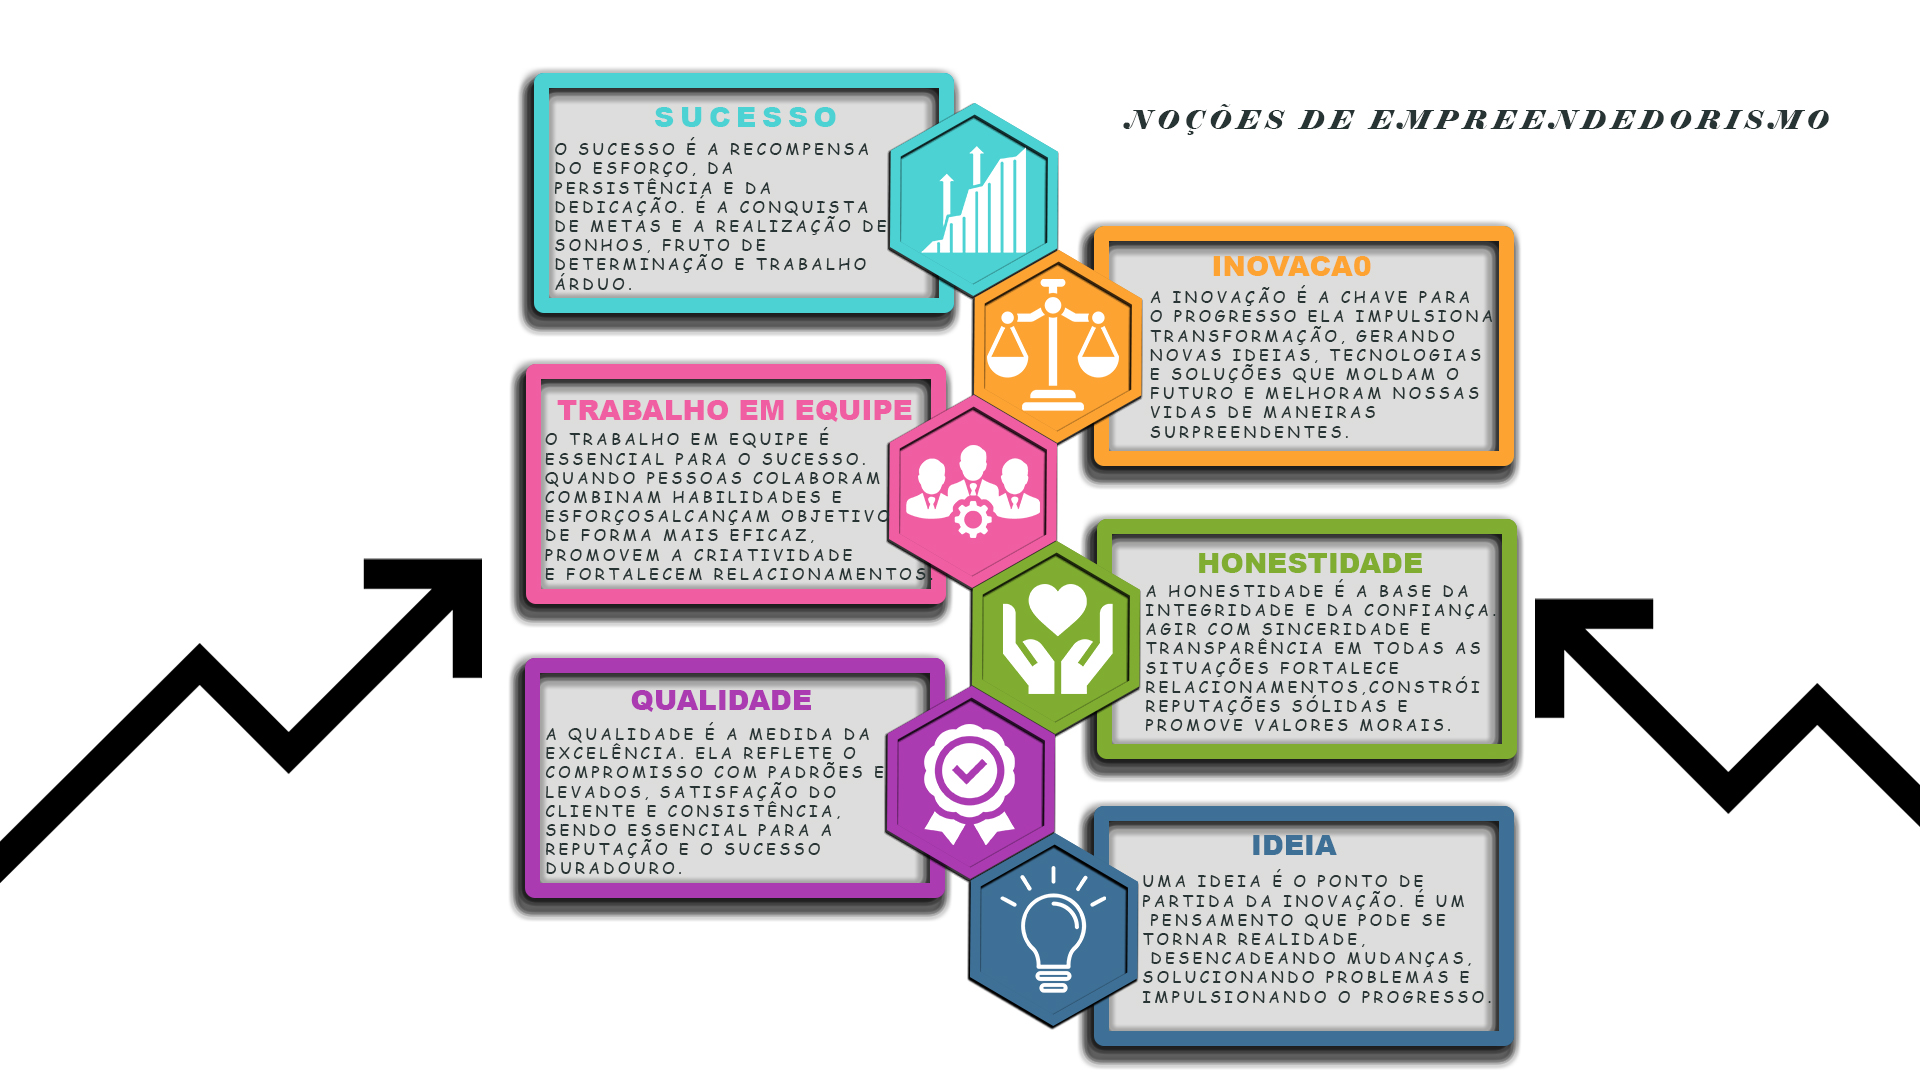 NOÇÕES DE EMPREENDEDORISMO
SUCESSO
O SUCESSO É A RECOMPENSA
DO ESFORÇO, DA
PERSISTÊNCIA E DA
DEDICAÇÃO. É A CONQUISTA
DE METAS E A REALIZAÇÃO DE
SONHOS, FRUTO DE
DETERMINAÇÃO E TRABALHO
ÁRDUO.
INOVACA0
A INOVAÇÃO É A CHAVE PARA
O PROGRESSO ELA IMPULSIONA
TRANSFORMAÇÃO, GERANDO
NOVAS IDEIAS, TECNOLOGIAS
E SOLUÇÕES QUE MOLDAM O
FUTURO E MELHORAM NOSSAS
VIDAS DE MANEIRAS
SURPREENDENTES.
TRABALHO EM EQUIPE
O TRABALHO EM EQUIPE É
ESSENCIAL PARA O SUCESSO.
QUANDO PESSOAS COLABORAM
COMBINAM HABILIDADES E
ESFORÇOSALCANÇAM OBJETIVO
DE FORMA MAIS EFICAZ,
PROMOVEM A CRIATIVIDADE
E FORTALECEM RELACIONAMENTOS.
HONESTIDADE
A HONESTIDADE É A BASE DA
INTEGRIDADE E DA CONFIANÇA.
AGIR COM SINCERIDADE E
TRANSPARÊNCIA EM TODAS AS
SITUAÇÕES FORTALECE
RELACIONAMENTOS,CONSTRÓI
REPUTAÇÕES SÓLIDAS E
PROMOVE VALORES MORAIS.
QUALIDADE
A QUALIDADE É A MEDIDA DA
EXCELÊNCIA. ELA REFLETE O
COMPROMISSO COM PADRÕES E
LEVADOS, SATISFAÇÃO DO
CLIENTE E CONSISTÊNCIA,
SENDO ESSENCIAL PARA A
REPUTAÇÃO E O SUCESSO
DURADOURO.
IDEIA
UMA IDEIA É O PONTO DE
PARTIDA DA INOVAÇÃO. É UM
PENSAMENTO QUE PODE SE
TORNAR REALIDADE,
DESENCADEANDO MUDANÇAS,
SOLUCIONANDO PROBLEMAS E
IMPULSIONANDO O PROGRESSO.